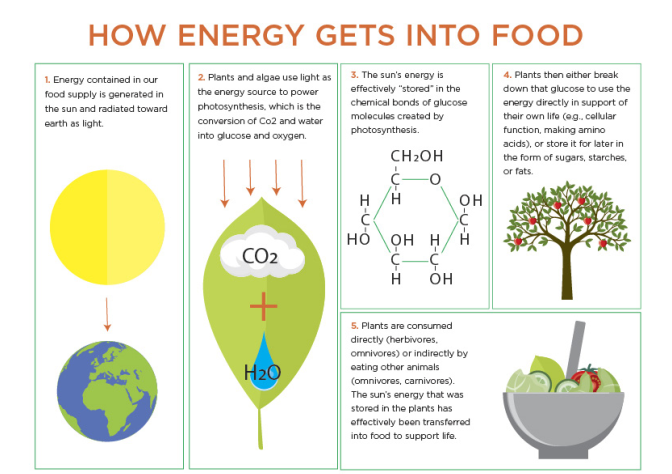 HOW ENERGY GETS INTO FOOD
1. Energy contained in our
food supply is generated in
the sun and radiated toward
earth as light.
2. Plants and algae use light as
the energy source to power
photosynthesis, which is the
conversion of Co2 and water
into glucose and oxygen.
CO2
+
H2O
3. The sun's energy is
effectively "stored" in the
chemical bonds of glucose
molecules created by
photosynthesis.
CH2OH
C O
H H OH
C C
HO OH H H
C C
H OH
4. Plants then either break
down that glucose to use the
energy directly in support of
their own life (e.g., cellular
function, making amino
acids), or store it for later in
the form of sugars, starches,
or fats.
5. Plants are consumed
directly (herbivores,
omnivores) or indirectly by
eating other animals
(omnivores, carnivores).
The sun's energy that was
stored in the plants has
effectively been transferred
into food to support life.